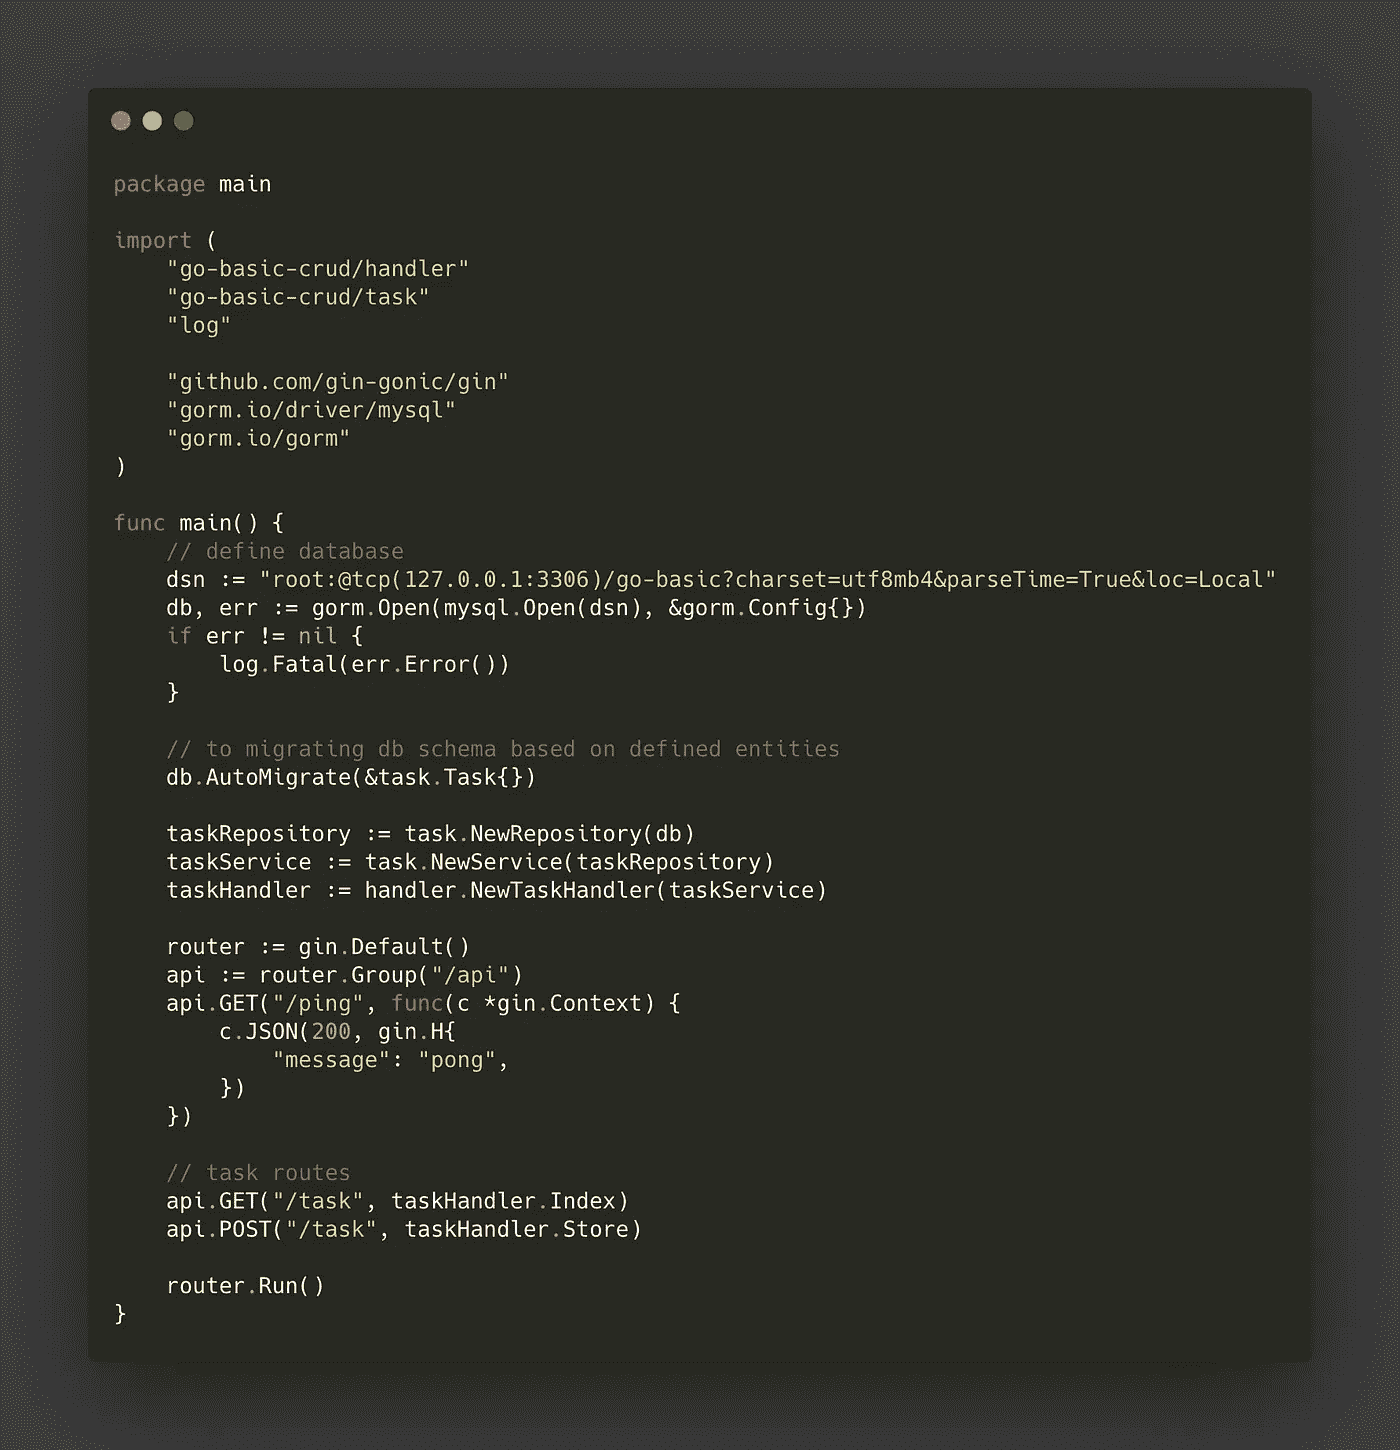 package main

import (
    "go-basic-crud/handler"
    "go-basic-crud/task"
    "log"

    "github.com/gin-gonic/gin"
    "gorm.io/driver/mysql"
    "gorm.io/gorm"
)

func main() {
    // define database
    dsn := "root:@tcp(127.0.0.1:3306)/go-basic?charset=utf8mb4&parseTime=True&loc=Local"
    db, err := gorm.Open(mysql.Open(dsn), &gorm.Config{})
    if err != nil {
        log.Fatal(err.Error())
    }

    // to migrating db schema based on defined entities
    db.AutoMigrate(&task.Task{})

    taskRepository := task.NewRepository(db)
    taskService := task.NewService(taskRepository)
    taskHandler := handler.NewTaskHandler(taskService)

    router := gin.Default()
    api := router.Group("/api")
    api.GET("/ping", func(c *gin.Context) {
        c.JSON(200, gin.H{
            "message": "pong",
        })
    })

    // task routes
    api.GET("/task", taskHandler.Index)
    api.POST("/task", taskHandler.Store)

    router.Run()
}